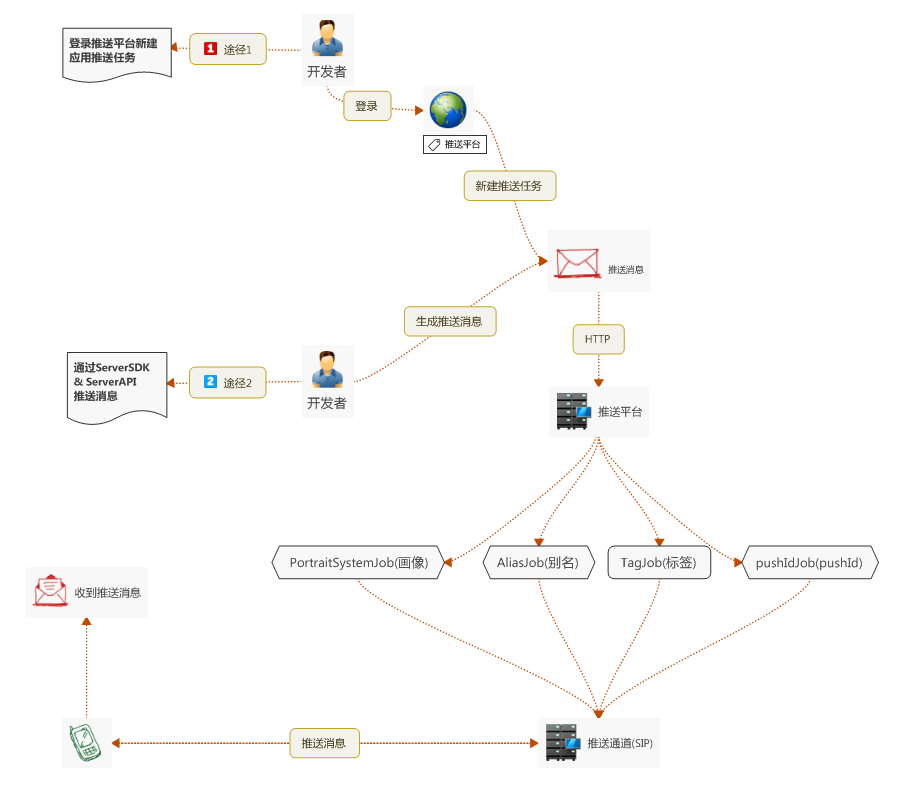 登录推送平台新建
应用推送任务
1 途径1
开发者
登录
推送平台
新建推送任务
推送消息
生成推送消息
HTTP
通过ServerSDK
& ServerAPI
推送消息
2 途径2
开发者
推送平台
PortraitSystemJob(画像)
AliasJob(别名)
TagJob(标签)
pushIdJob(pushId)
收到推送消息
推送消息
推送通道(SIP)